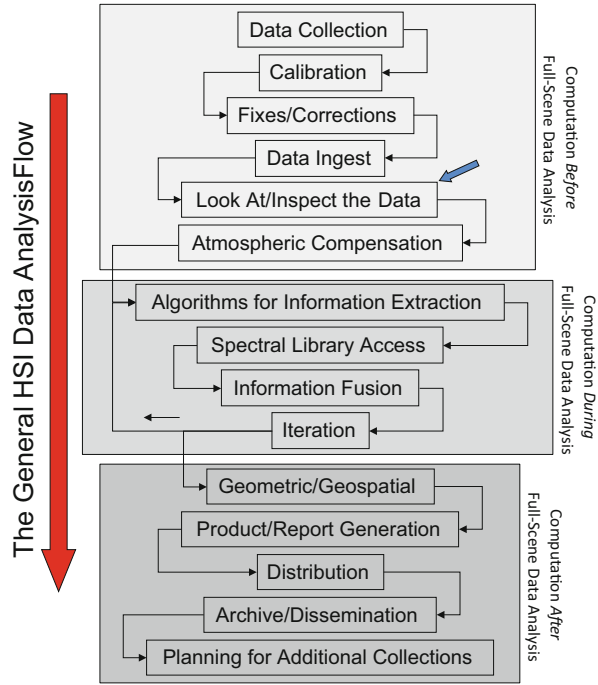 The General HSI Data AnalysisFlow
Data Collection
Calibration
Fixes/Corrections
Data Ingest
Look At/Inspect the Data
Atmospheric Compensation
Computation Before
Full-Scene Data Analysis
Algorithms for Information Extraction
Spectral Library Access
Information Fusion
Iteration
Computation During
Full-Scene Data Analysis
Geometric/Geospatial
Product/Report Generation
Distribution
Archive/Dissemination
Planning for Additional Collections
Computation After
Full-Scene Data Analysis